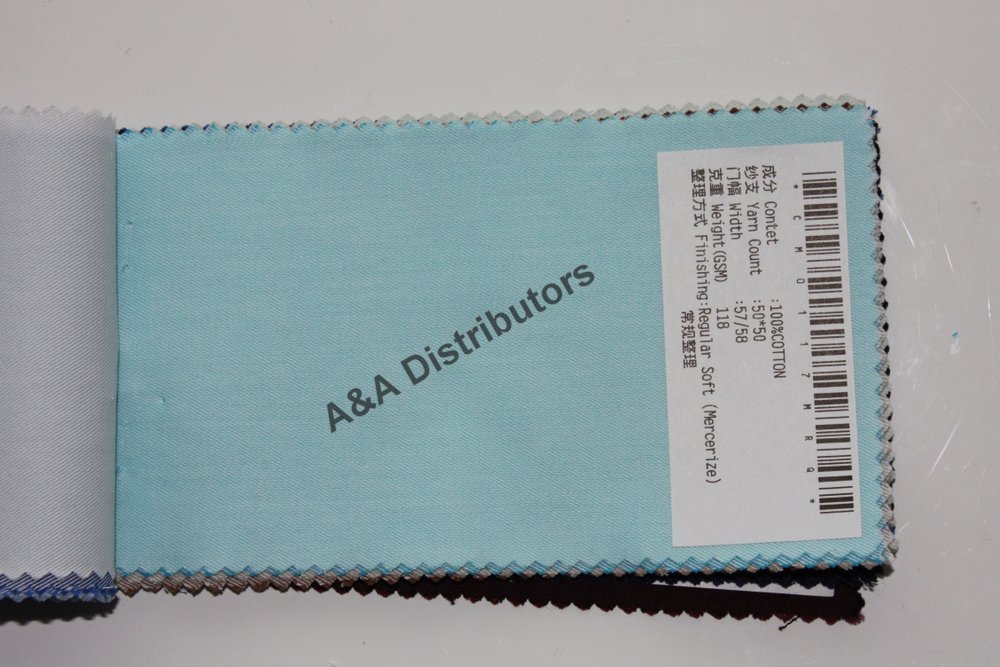 *CM0117MRQ*
成分 Contet :100%COTTON
纱支 Yarn Count :50*50
门幅 Width :57/58
克重 Weight(GSM) 118
整理方式 Finishing:Regular Soft (Mercerize)
常规整理
A&A Distributors